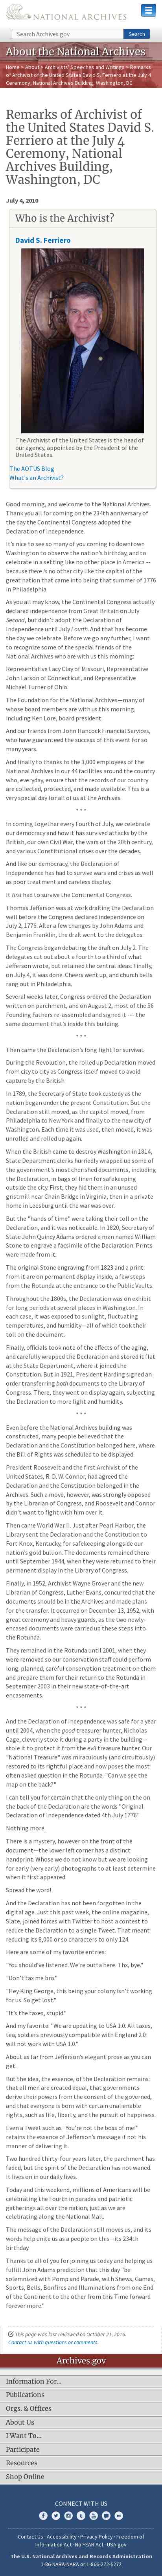 NATIONAL ARCHIVES
Search Archives.gov
Search
About the National Archives
Home > About > Archivists' Speeches and Writings > Remarks
of Archivist of the United States David S. Ferriero at the July 4
Ceremony, National Archives Building, Washington, DC
Remarks of Archivist of
the United States David S.
Ferriero at the July 4
Ceremony, National
Archives Building,
Washington, DC
July 4, 2010
Who is the Archivist?
David S. Ferriero
The Archivist of the United States is the head of
our agency, appointed by the President of the
United States.
The AOTUS Blog
What's an Archivist?
Good morning, and welcome to the National Archives.
Thank you for coming on the 234th anniversary of
the day when the Continental Congress adopted the
Declaration of Independence.
It's nice to see so many of you coming to downtown
Washington to observe the nation's birthday, not to
celebrate a weekend of shopping for cars or
mattresses, but to celebrate the real reason for this
great event—something that came out of that summer of 1776
in Philadelphia.
As you all may know, the Continental Congress actually
declared independence from Great Britain on July
Second, but didn't adopt the Declaration of
Independence until July Fourth. And that's one of the
reasons we celebrate. It's also an important time for the
National Archives who are here with us this morning:
Representative Lacy Clay of Missouri, Representative
John Larson of Connecticut, and Representative
Michael Turner of Ohio.
The Foundation for the National Archives—many of
whose board members are with us this morning,
including Ken Lore, board president.
And our friends from John Hancock Financial Services,
who have supported the success of this event for
many years.
And finally to thanks to the 3,000 employees of the
National Archives in our 44 facilities around the country
who, everyday, ensure that the records of our country
are collected, protected, and made available. This is a
very special day for all of us at the Archives.
* * *
In coming together every Fourth of July, we celebrate
our democracy and how it has survived attacks by the
British, our own Civil War, two world wars of the 20th century,
and various Constitutional crises over the decades.
And like our democracy, the Declaration of
Independence has had to survive wars and crises as well
as poor treatment and careless display.
It first had to survive the Continental Congress.
Thomas Jefferson was at work drafting the Declaration
well before the Congress declared independence on
July 2, 1776. After a few changes by John Adams and
Benjamin Franklin, the draft went to the delegates.
The Congress began debating the draft on July 2. The
delegates cut out about a third to a fourth of what
Jefferson wrote, but retained the central ideas. Finally,
on July 4, it was done. Cheers went up, and church bells
rang out in Philadelphia.
Several weeks later, Congress ordered the Declaration
be set on parchment, and on August 2, most of the 56
Founding fathers re-assembled and signed it --- the
document that's inside this building.
* * *
Then came the Declaration's long fight for survival.
During the Revolution, the rolled up Declaration moved
from city to city as the Congress itself moved to avoid
capture by the British.
In 1789, the Secretary of State took custody of it as
the nation began under the present Constitution. But the
Declaration still moved, as the capitol moved, from
Philadelphia to New York and finally to the new city of
Washington. Each time it was used, then moved, it was
unrolled and rolled up again.
When the British came to destroy Washington in 1814,
State Department employees with the mission of hiding
the Declaration, in bags of linen for safekeeping
outside the city. First, they hid them in an unused grist
mill near Chain Bridge in Virginia, then in a private
home in Leesburg until the war was over.
But the "hands of time" were taking their toll on the
Declaration, and it was noticeable. In 1820, Secretary of
State John Quincy Adams ordered a man named William
Stone to engrave a facsimile of the Declaration. Prints
were made from it.
The original Stone engraving from 1823 and a print
from it are on permanent display inside, a few steps
from the Rotunda at the entrance to the Public Vaults.
Throughout the 1800s, the Declaration was on exhibit
for long periods at several places in Washington. In
each case, it was exposed to sunlight, fluctuating
temperatures, and humidity—all of which took their
toll on the document.
Finally, officials took note of the effects of the aging,
and carefully wrapped the Declaration and stored it flat
at the State Department, where it joined the
Constitution. But in 1921, President Harding signed an
order transferring both documents to the Library of
Congress. There, they went on display again, subjecting
the Declaration to more light and humidity.
* * *
Even before the National Archives building was
constructed, many people believed that the
Declaration and the Constitution belonged here, where
the Bill of Rights was scheduled to be displayed.
President Roosevelt and the first Archivist of the
United States, R. D. W. Connor, had agreed the
Declaration and the Constitution belonged in the
Archives. Such a move, however, was strongly opposed
by the Librarian of Congress, and Roosevelt and Connor
didn't want to fight with him over it.
Then came World War II. Just after Pearl Harbor, the
Library sent the Declaration and the Constitution to
Fort Knox, Kentucky, for safekeeping alongside our
nation's gold bullion. The documents remained there
until September 1944, when they were returned to their
permanent display in the Library of Congress.
Finally, in 1952, Archivist Wayne Grover and the new
Librarian of Congress, Luther Evans, concurred that the
documents should be in the Archives and made plans
for the transfer. It occurred on December 13, 1952, with
great ceremony and heavy guards, as the two newly-
encased documents were carried up the steps from
the Rotunda.
They remained in the Rotunda until 2001, when they
were removed so our conservation staff could perform
exceptionally careful conservation treatment on them
and prepare the new encasements. The Rotunda in
September 2003 in their new state-of-the-art
encasements.
* * *
And the Declaration of Independence was safe for a year
until 2004, when the good treasure hunter, Nicholas
Cage, cleverly stole it during a party in the building—
stole it to protect it from the evil treasure hunter. Our
"National Treasure" was miraculously (and circuitously)
restored to its rightful place, but since then people
often asked question in the Rotunda. "Can we see the
map on the back?"
I can tell you for certain that the only thing on the on
the back of the Declaration are the words "Original
Declaration of Independence dated 4th July 1776."
Nothing more.
There is a mystery, however on the front of the
document—the lower left corner has a distinct
handprint. We do not know whose or how it got
there, but we know that we are looking
for early (very early) photographs to at least determine
when it first appeared.
Spread the word!
And the Declaration has not been forgotten in the
digital age. Just this past week, the online magazine,
Slate, joined forces with Twitter to host a contest to
reduce the Declaration to a single Tweet. That meant
reducing its 8,000 or so characters to only 124.
Here are some of my favorite entries:
"You should've listened. We're outta here. Thx, bye."
"Don't tax me bro."
"Hey King George, this being your colony isn't working
for us. So let's go."
"It's the taxes, stupid."
And my favorite: "We are updating to USA 1.0. All taxes,
tea, soldiers previously compatible with England 2.0
will not work with USA 1.0."
About as far from Jefferson's elegant prose as you can
get.
But the idea, the essence, of the Declaration remains:
that all men are created equal and that governments
derive their powers from the consent of the governed,
and that everyone is born with certain unalienable
rights, such as life, liberty, and the pursuit of happiness.
Even a Tweet such as "You're not the boss of me!"
retains the essence of Jefferson's message if not his
manner of delivering it.
Two hundred thirty-four years later, the parchment has
faded, but the spirit of the Declaration has not waned.
It lives on in our daily lives.
Today and this weekend, millions of Americans will be
celebrating the Fourth in parades and patriotic
gatherings all over this nation, just as we are
celebrating along the National Mall.
The message of the Declaration still moves us, and its
words help unite us as a people on this—its 234th
birthday.
Thanks to all of you for joining us today and helping us
fulfill John Adams prediction that this day be
"solemnized with Pomp and Parade, with Shews, Games,
Sports, Bells, Bonfires and Illuminations from one End
of the Continent to the other, from this Time forward
forever more."
This page was last reviewed on October 21, 2016.
Contact us with questions or comments.
Archives.gov
Information For…
Publications
Orgs. & Offices
About Us
I Want To…
Participate
Resources
Shop Online
CONNECT WITH US
Contact Us · Accessibility · Privacy Policy · Freedom of
Information Act · No FEAR Act · USA.gov
The U.S. National Archives and Records Administration
1-86-NARA-NARA or 1-866-272-6272